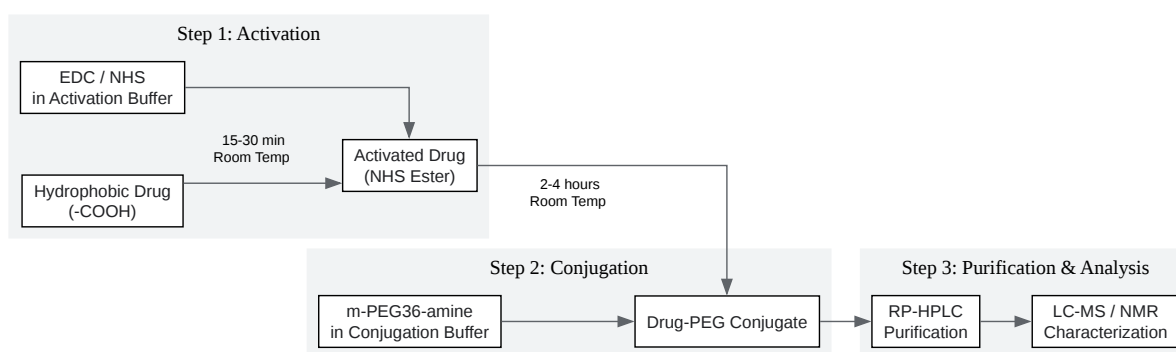 Step 1: Activation
EDC / NHS
in Activation Buffer
15-30 min
Room Temp
Activated Drug
(NHS Ester)
Hydrophobic Drug
(-COOH)
2-4 hours
Room Temp
Step 2: Conjugation
m-PEG36-amine
in Conjugation Buffer
Drug-PEG Conjugate
Step 3: Purification & Analysis
RP-HPLC
Purification
LC-MS / NMR
Characterization